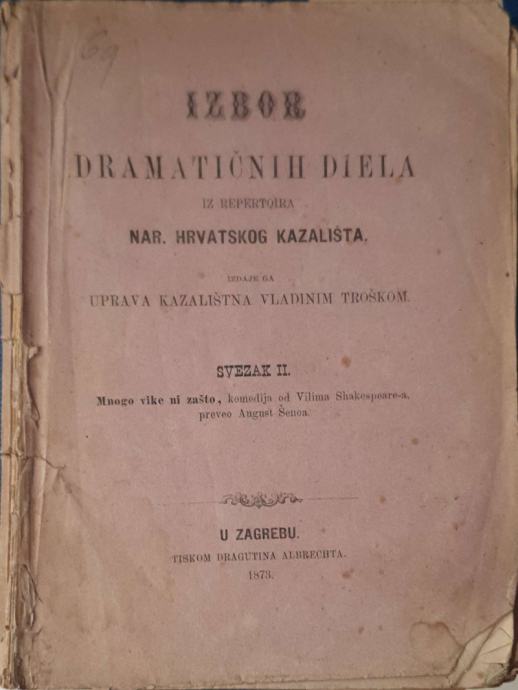 69
IZBOR
DRAMATIČNIH DIELA
IZ REPERTOIRA
NAR. HRVATSKOG KAZALIŠTA.
IZDAJE GA
UPRAVA KAZALIŠTNA VLADINIM TROŠKOM.
SVEZAK II.
Mnogo vike ni zašto, komedija od Vilima Shakespeare-a,
preveo August Šenoa.
U ZAGREBU.
TISKOM DRAGUTINA ALBRECHTA.
1873.